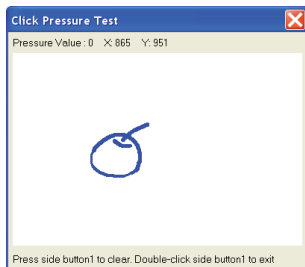 Click Pressure Test
Pressure Value : 0 X: 865 Y: 951
Press side button1 to clear. Double-click side button1 to exit